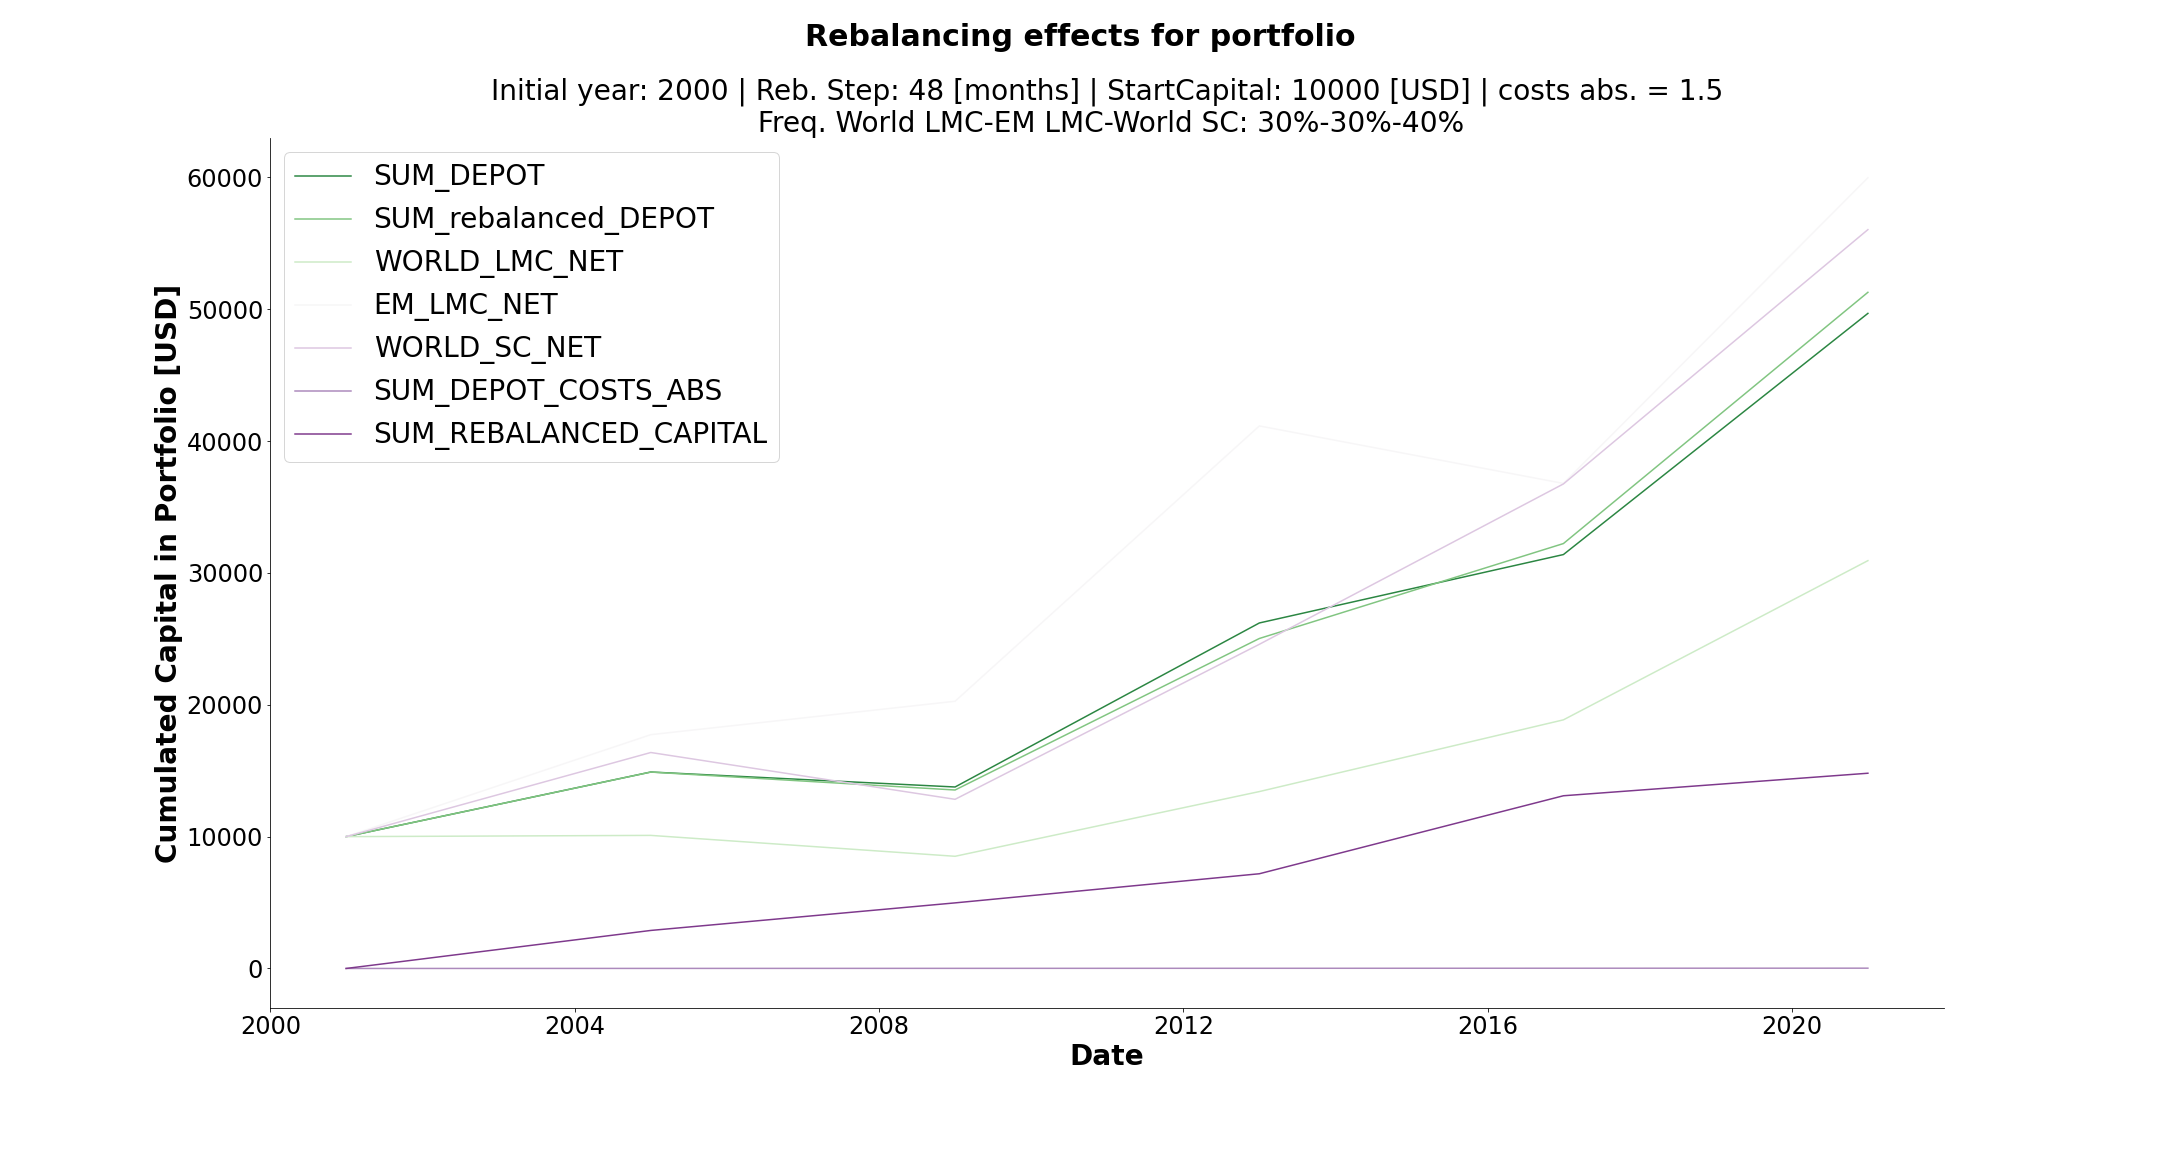 Rebalancing effects for portfolio
Initial year: 2000 | Reb. Step: 48 [months] | StartCapital: 10000 [USD] | costs abs. = 1.5
Freq. World LMC-EM LMC-World SC: 30%-30%-40%
SUM_DEPOT
SUM_rebalanced_DEPOT
WORLD_LMC_NET
EM_LMC_NET
WORLD_SC_NET
SUM_DEPOT_COSTS_ABS
SUM_REBALANCED_CAPITAL
Cumulated Capital in Portfolio [USD]
60000
50000
40000
30000
20000
10000
0
2000 2004 2008 2012 2016 2020
Date